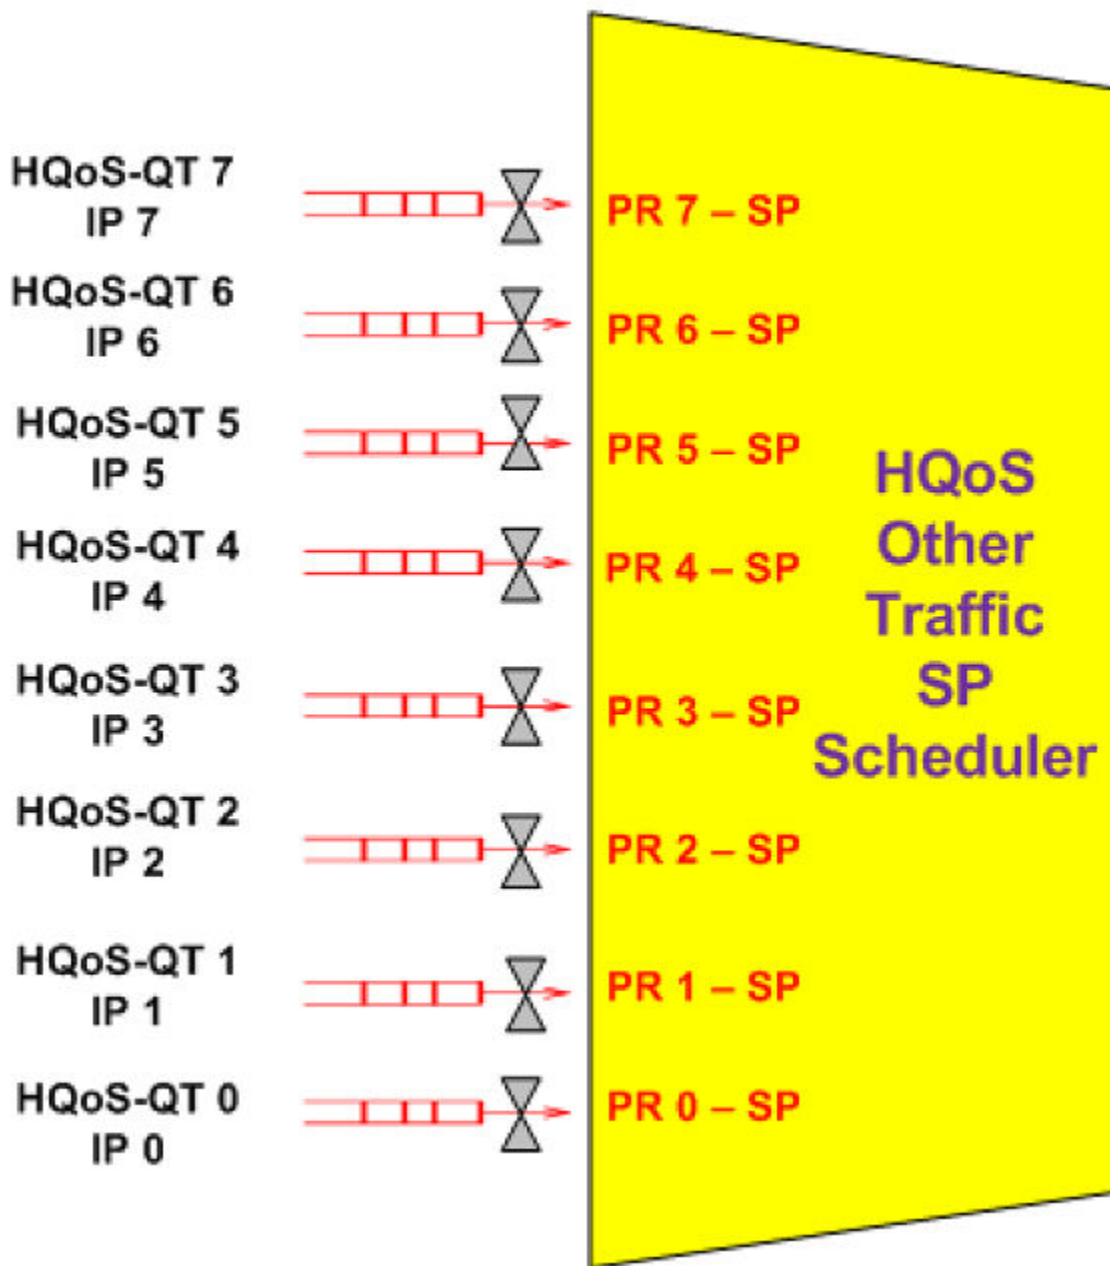 HQoS-QT 7
IP 7
PR 7 – SP
HQoS-QT 6
IP 6
PR 6 – SP
HQoS-QT 5
IP 5
PR 5 – SP
HQoS-QT 4
IP 4
PR 4 – SP
HQoS-QT 3
IP 3
PR 3 – SP
HQoS-QT 2
IP 2
PR 2 – SP
HQoS-QT 1
IP 1
PR 1 – SP
HQoS-QT 0
IP 0
PR 0 – SP
HQoS
Other
Traffic
SP
Scheduler